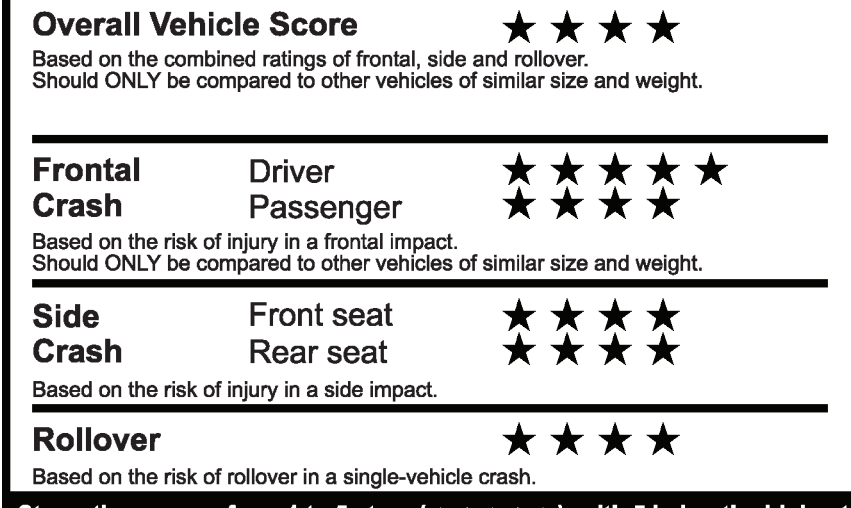 Overall Vehicle Score ★ ★ ★ ★
Based on the combined ratings of frontal, side and rollover.
Should ONLY be compared to other vehicles of similar size and weight.
Frontal Driver ★ ★ ★ ★ ★
Crash Passenger ★ ★ ★ ★
Based on the risk of injury in a frontal impact.
Should ONLY be compared to other vehicles of similar size and weight.
Side Front seat ★ ★ ★ ★
Crash Rear seat ★ ★ ★ ★
Based on the risk of injury in a side impact.
Rollover ★ ★ ★ ★
Based on the risk of rollover in a single-vehicle crash.